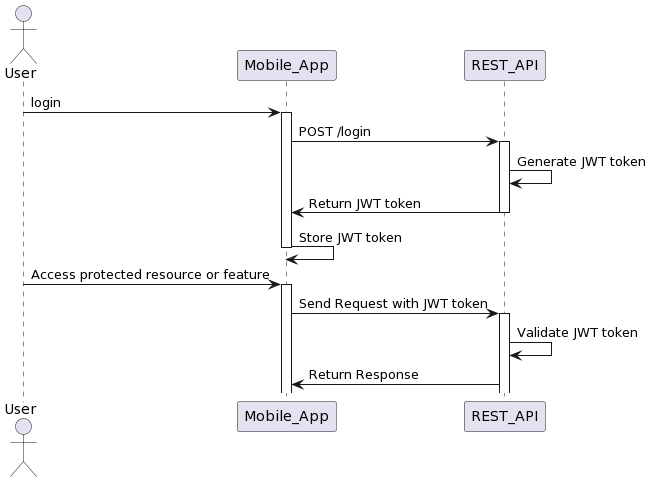 User
Mobile_App
REST_API
login
POST /login
Generate JWT token
Return JWT token
Store JWT token
Access protected resource or feature
Send Request with JWT token
Validate JWT token
Return Response
User
Mobile_App
REST_API